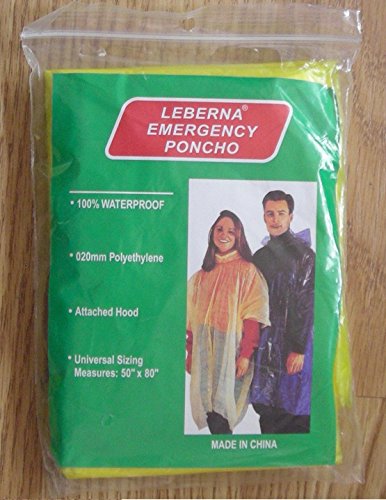 LEBERNA®
EMERGENCY
PONCHO
• 100% WATERPROOF
• 020mm Polyethylene
• Attached Hood
• Universal Sizing
Measures: 50" x 80"
MADE IN CHINA